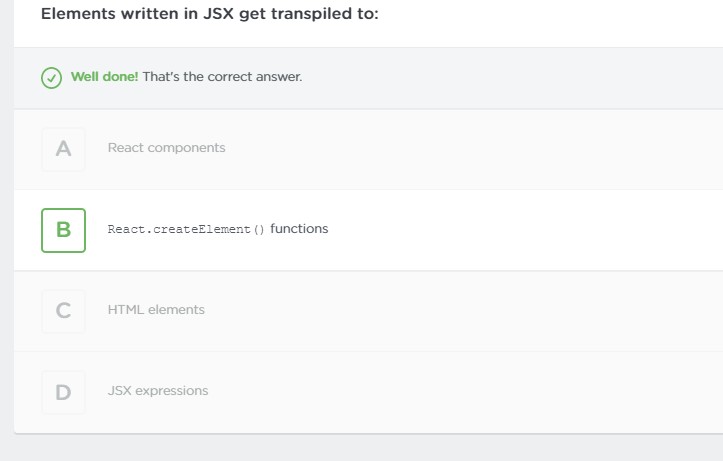 Elements written in JSX get transpiled to:
Well done! That's the correct answer.
A React components
B React.createElement() functions
C HTML elements
D JSX expressions